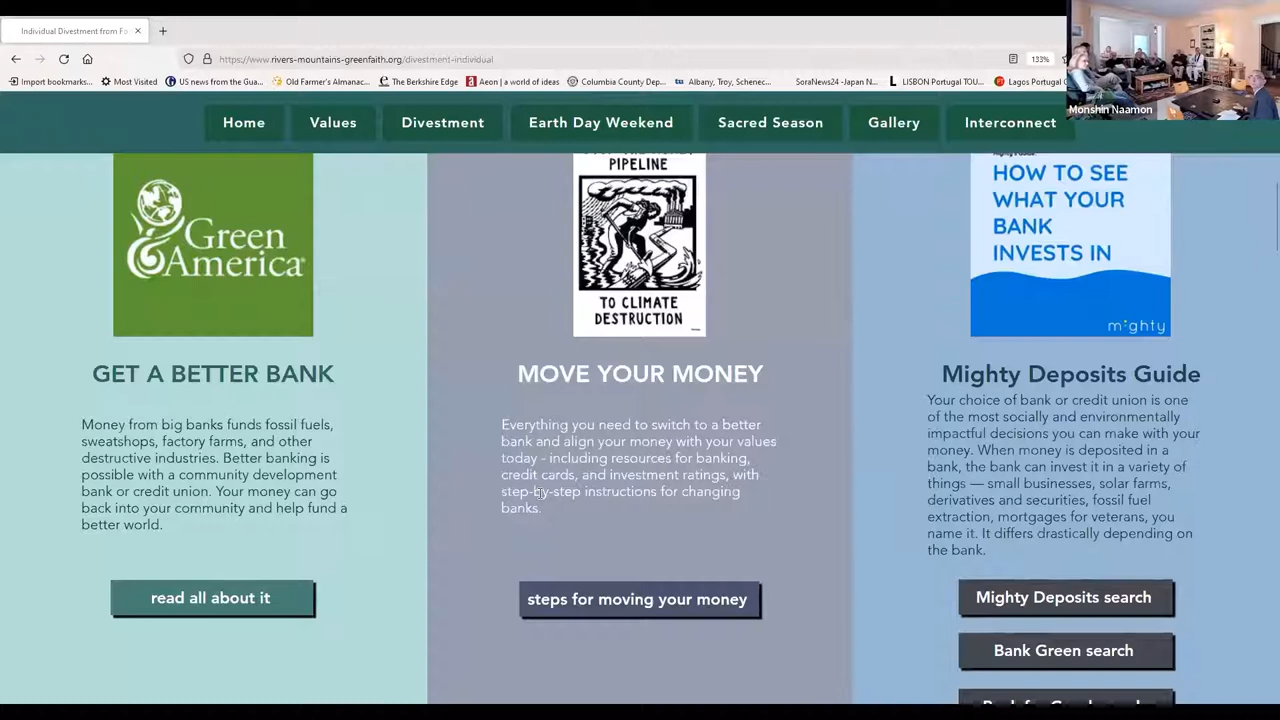 Individual Divestment from Fo
https://www.rivers-mountains-greenfaith.org/divestment-individual
133%
Import bookmarks...
Most Visited
US news from the Gua...
Old Farmer's Almanac...
The Berkshire Edge
Aeon | a world of ideas
Columbia County Dep...
Albany, Troy, Schenec...
SoraNews24 -Japan N...
LISBON Portugal TOU...
Lagos Portugal
Monshin Naamon
Home
Values
Divestment
Earth Day Weekend
Sacred Season
Gallery
Interconnect
Green
America
GET A BETTER BANK
Money from big banks funds fossil fuels,
sweatshops, factory farms, and other
destructive industries. Better banking is
possible with a community development
bank or credit union. Your money can go
back into your community and help fund a
better world.
read all about it
PIPELINE
TO CLIMATE
DESTRUCTION
MOVE YOUR MONEY
Everything you need to switch to a better
bank and align your money with your values
today - including resources for banking,
credit cards, and investment ratings, with
step-by-step instructions for changing
banks.
steps for moving your money
HOW TO SEE
WHAT YOUR
BANK
INVESTS IN
mighty
Mighty Deposits Guide
Your choice of bank or credit union is one
of the most socially and environmentally
impactful decisions you can make with your
money. When money is deposited in a
bank, the bank can invest it in a variety of
things — small businesses, solar farms,
derivatives and securities, fossil fuel
extraction, mortgages for veterans, you
name it. It differs drastically depending on
the bank.
Mighty Deposits search
Bank Green search